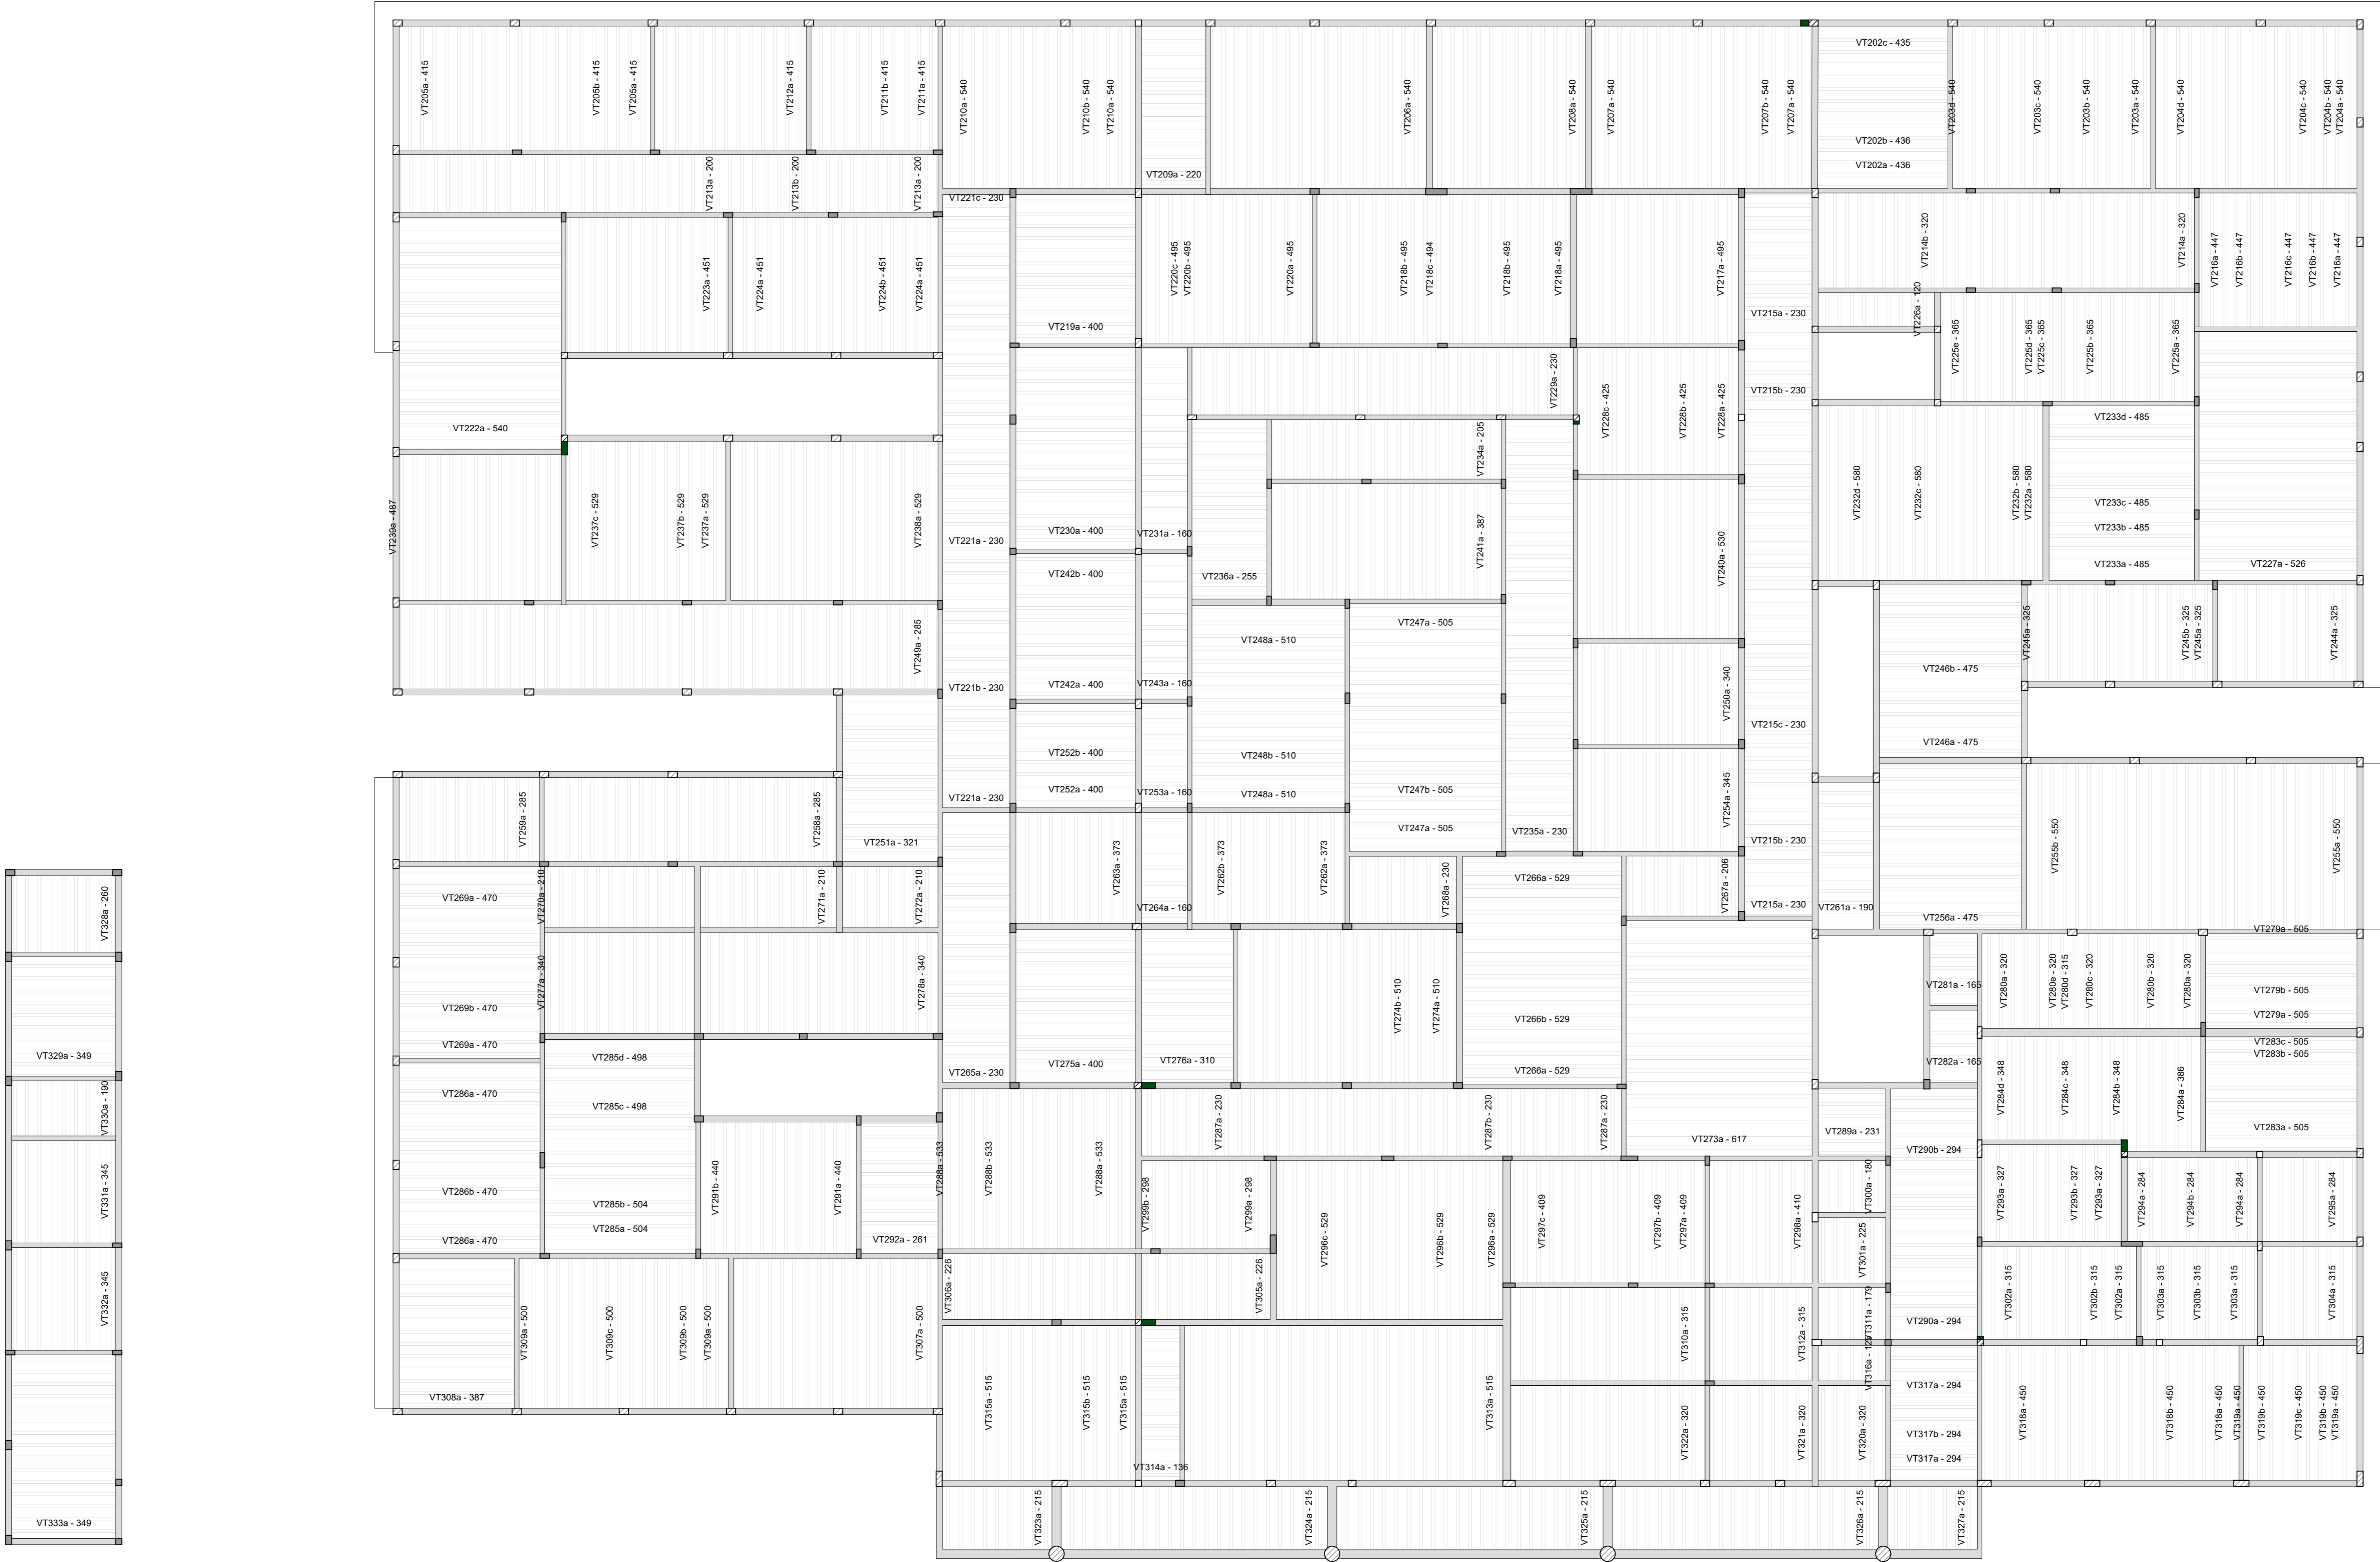 VT202c - 435
VT205a - 415
VT205b - 415
VT205a - 415
VT212a - 415
VT211b - 415
VT211a - 415
VT210a - 540
VT210b - 540
VT210a - 540
VT206a - 540
VT208a - 540
VT207a - 540
VT207b - 540
VT207a - 540
VT203d - 540
VT203c - 540
VT203b - 540
VT203a - 540
VT204d - 540
VT204c - 540
VT204b - 540
VT204a - 540
VT202b - 436
VT202a - 436
VT209a - 220
VT213a - 200
VT213b - 200
VT213a - 200
VT221c - 230
VT214b - 320
VT214a - 320
VT223a - 451
VT224a - 451
VT224b - 451
VT224a - 451
VT220c - 495
VT220b - 495
VT220a - 495
VT218b - 495
VT218c - 494
VT218b - 495
VT218a - 495
VT217a - 495
VT216a - 447
VT216b - 447
VT216c - 447
VT216b - 447
VT216a - 447
VT226a - 120
VT215a - 230
VT219a - 400
VT225e - 365
VT225d - 365
VT225c - 365
VT225b - 365
VT225a - 365
VT229a - 230
VT215b - 230
VT228c - 425
VT228b - 425
VT228a - 425
VT233d - 485
VT222a - 540
VT234a - 205
VT232d - 580
VT232c - 580
VT232b - 580
VT232a - 580
VT233c - 485
VT233b - 485
VT239a - 487
VT237c - 529
VT237b - 529
VT237a - 529
VT238a - 529
VT230a - 400
VT231a - 160
VT221a - 230
VT241a - 387
VT240a - 530
VT233a - 485
VT227a - 526
VT242b - 400
VT236a - 255
VT247a - 505
VT248a - 510
VT249a - 285
VT245a - 325
VT245b - 325
VT245a - 325
VT244a - 325
VT246b - 475
VT221b - 230
VT242a - 400
VT243a - 160
VT250a - 340
VT215c - 230
VT246a - 475
VT252b - 400
VT248b - 510
VT252a - 400
VT253a - 160
VT248a - 510
VT247b - 505
VT221a - 230
VT259a - 285
VT258a - 285
VT254a - 345
VT255b - 550
VT255a - 550
VT251a - 321
VT235a - 230
VT247a - 505
VT215b - 230
VT263a - 373
VT262b - 373
VT262a - 373
VT268a - 230
VT266a - 529
VT267a - 206
VT328a - 260
VT269a - 470
VT270a - 210
VT271a - 210
VT272a - 210
VT264a - 160
VT215a - 230
VT261a - 190
VT256a - 475
VT279a - 505
VT277a - 340
VT278a - 340
VT281a - 165
VT280a - 320
VT280e - 320
VT280d - 315
VT280c - 320
VT280b - 320
VT280a - 320
VT279b - 505
VT269b - 470
VT274b - 510
VT274a - 510
VT266b - 529
VT279a - 505
VT269a - 470
VT329a - 349
VT285d - 498
VT275a - 400
VT276a - 310
VT265a - 230
VT266a - 529
VT282a - 165
VT283c - 505
VT283b - 505
VT286a - 470
VT285c - 498
VT330a - 190
VT284d - 348
VT284c - 348
VT284b - 348
VT284a - 386
VT287a - 230
VT287b - 230
VT287a - 230
VT289a - 231
VT283a - 505
VT273a - 617
VT290b - 294
VT331a - 345
VT286b - 470
VT285b - 504
VT291b - 440
VT291a - 440
VT288a - 533
VT288b - 533
VT288a - 533
VT299b - 298
VT299a - 298
VT300a - 180
VT293a - 327
VT293b - 327
VT293a - 327
VT294a - 284
VT294b - 284
VT294a - 284
VT295a - 284
VT285a - 504
VT286a - 470
VT292a - 261
VT296c - 529
VT296b - 529
VT296a - 529
VT297c - 409
VT297b - 409
VT297a - 409
VT298a - 410
VT301a - 225
VT332a - 345
VT306a - 226
VT305a - 226
VT302a - 315
VT302b - 315
VT302a - 315
VT303a - 315
VT303b - 315
VT303a - 315
VT304a - 315
VT309a - 500
VT309c - 500
VT309b - 500
VT309a - 500
VT307a - 500
VT310a - 315
VT312a - 315
VT311a - 179
VT290a - 294
VT308a - 387
VT317a - 294
VT315a - 515
VT315b - 515
VT315a - 515
VT313a - 515
VT318a - 450
VT318b - 450
VT318a - 450
VT319a - 450
VT319b - 450
VT319c - 450
VT319b - 450
VT319a - 450
VT322a - 320
VT321a - 320
VT320a - 320
VT317b - 294
VT317a - 294
VT314a - 136
VT333a - 349
VT323a - 215
VT324a - 215
VT325a - 215
VT326a - 215
VT327a - 215